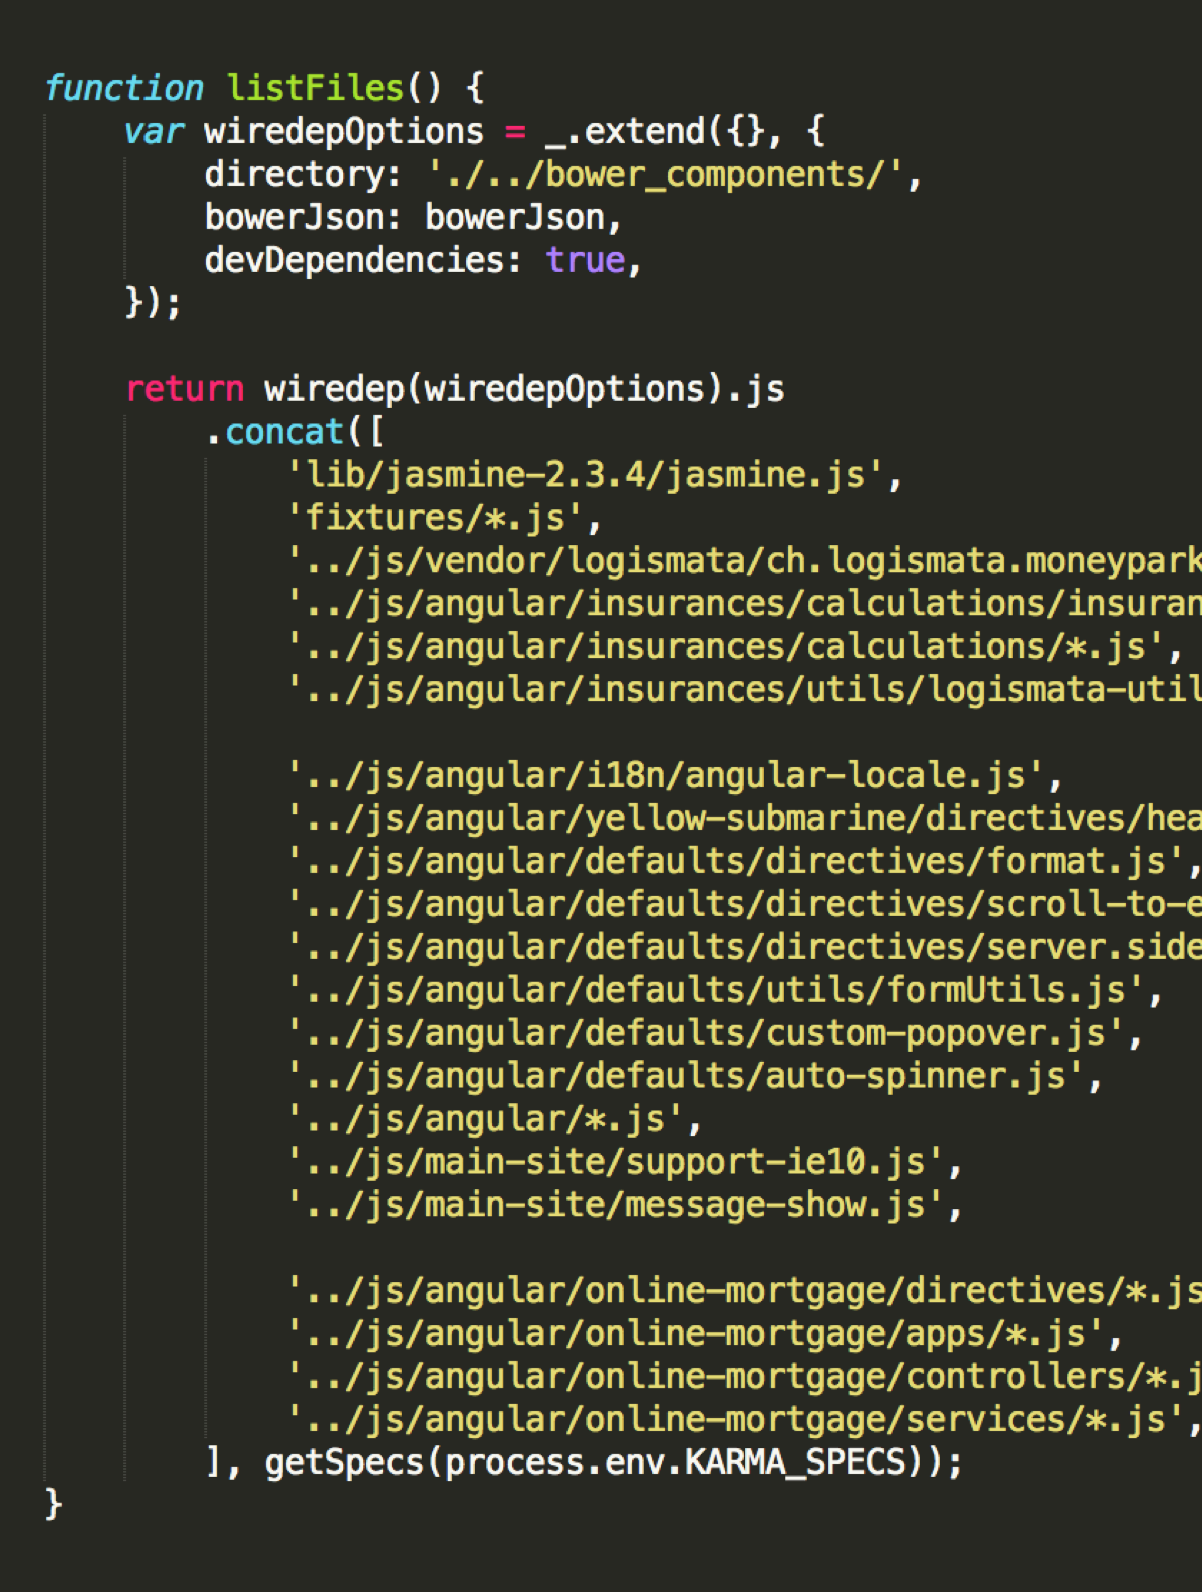 function listFiles() {
    var wiredepOptions = _.extend({}, {
        directory: './../bower_components/',
        bowerJson: bowerJson,
        devDependencies: true,
    });

    return wiredep(wiredepOptions).js
        .concat([
            'lib/jasmine-2.3.4/jasmine.js',
            'fixtures/*.js',
            '../js/vendor/logismata/ch.logismata.moneypark
            '../js/angular/insurances/calculations/insuran
            '../js/angular/insurances/calculations/*.js',
            '../js/angular/insurances/utils/logismata-util

            '../js/angular/i18n/angular-locale.js',
            '../js/angular/yellow-submarine/directives/hea
            '../js/angular/defaults/directives/format.js',
            '../js/angular/defaults/directives/scroll-to-e
            '../js/angular/defaults/directives/server.side
            '../js/angular/defaults/utils/formUtils.js',
            '../js/angular/defaults/custom-popover.js',
            '../js/angular/defaults/auto-spinner.js',
            '../js/angular/*.js',
            '../js/main-site/support-ie10.js',
            '../js/main-site/message-show.js',

            '../js/angular/online-mortgage/directives/*.js
            '../js/angular/online-mortgage/apps/*.js',
            '../js/angular/online-mortgage/controllers/*.j
            '../js/angular/online-mortgage/services/*.js',
        ], getSpecs(process.env.KARMA_SPECS));
}